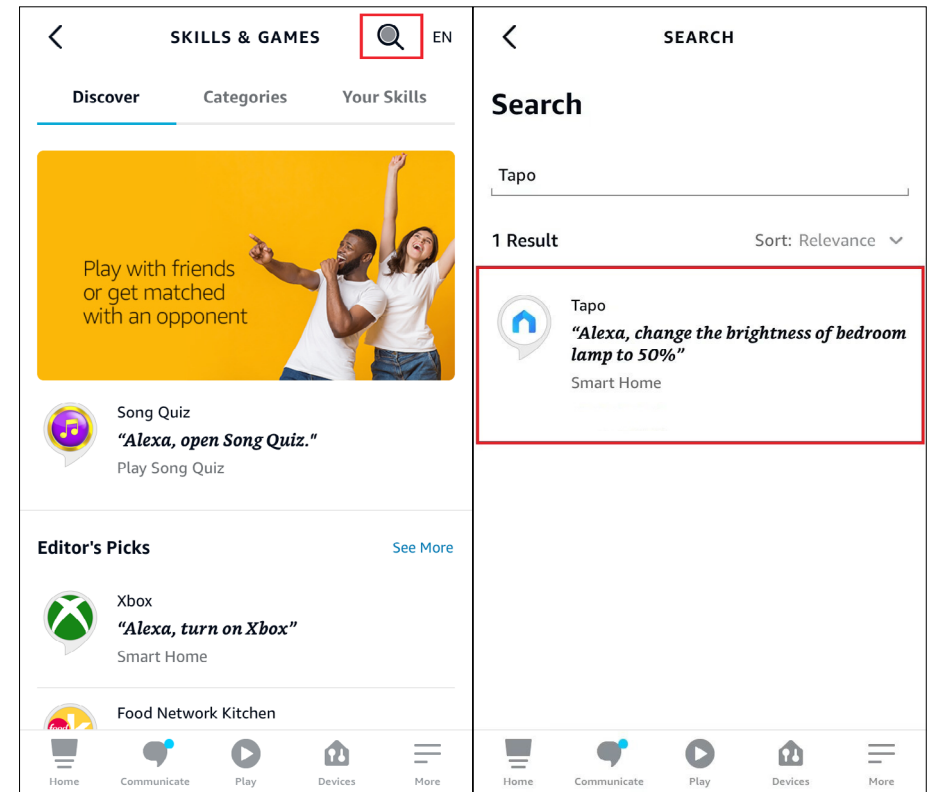 SKILLS & GAMES
EN
Discover
Categories
Your Skills
Play with friends
or get matched
with an opponent
Song Quiz
“Alexa, open Song Quiz."
Play Song Quiz
Editor's Picks
See More
Xbox
“Alexa, turn on Xbox”
Smart Home
Food Network Kitchen
food
Home
Communicate
Play
Devices
More
SEARCH
Search
Tapo
1 Result
Sort: Relevance
Tapo
“Alexa, change the brightness of bedroom
lamp to 50%”
Smart Home
Home
Communicate
Play
Devices
More